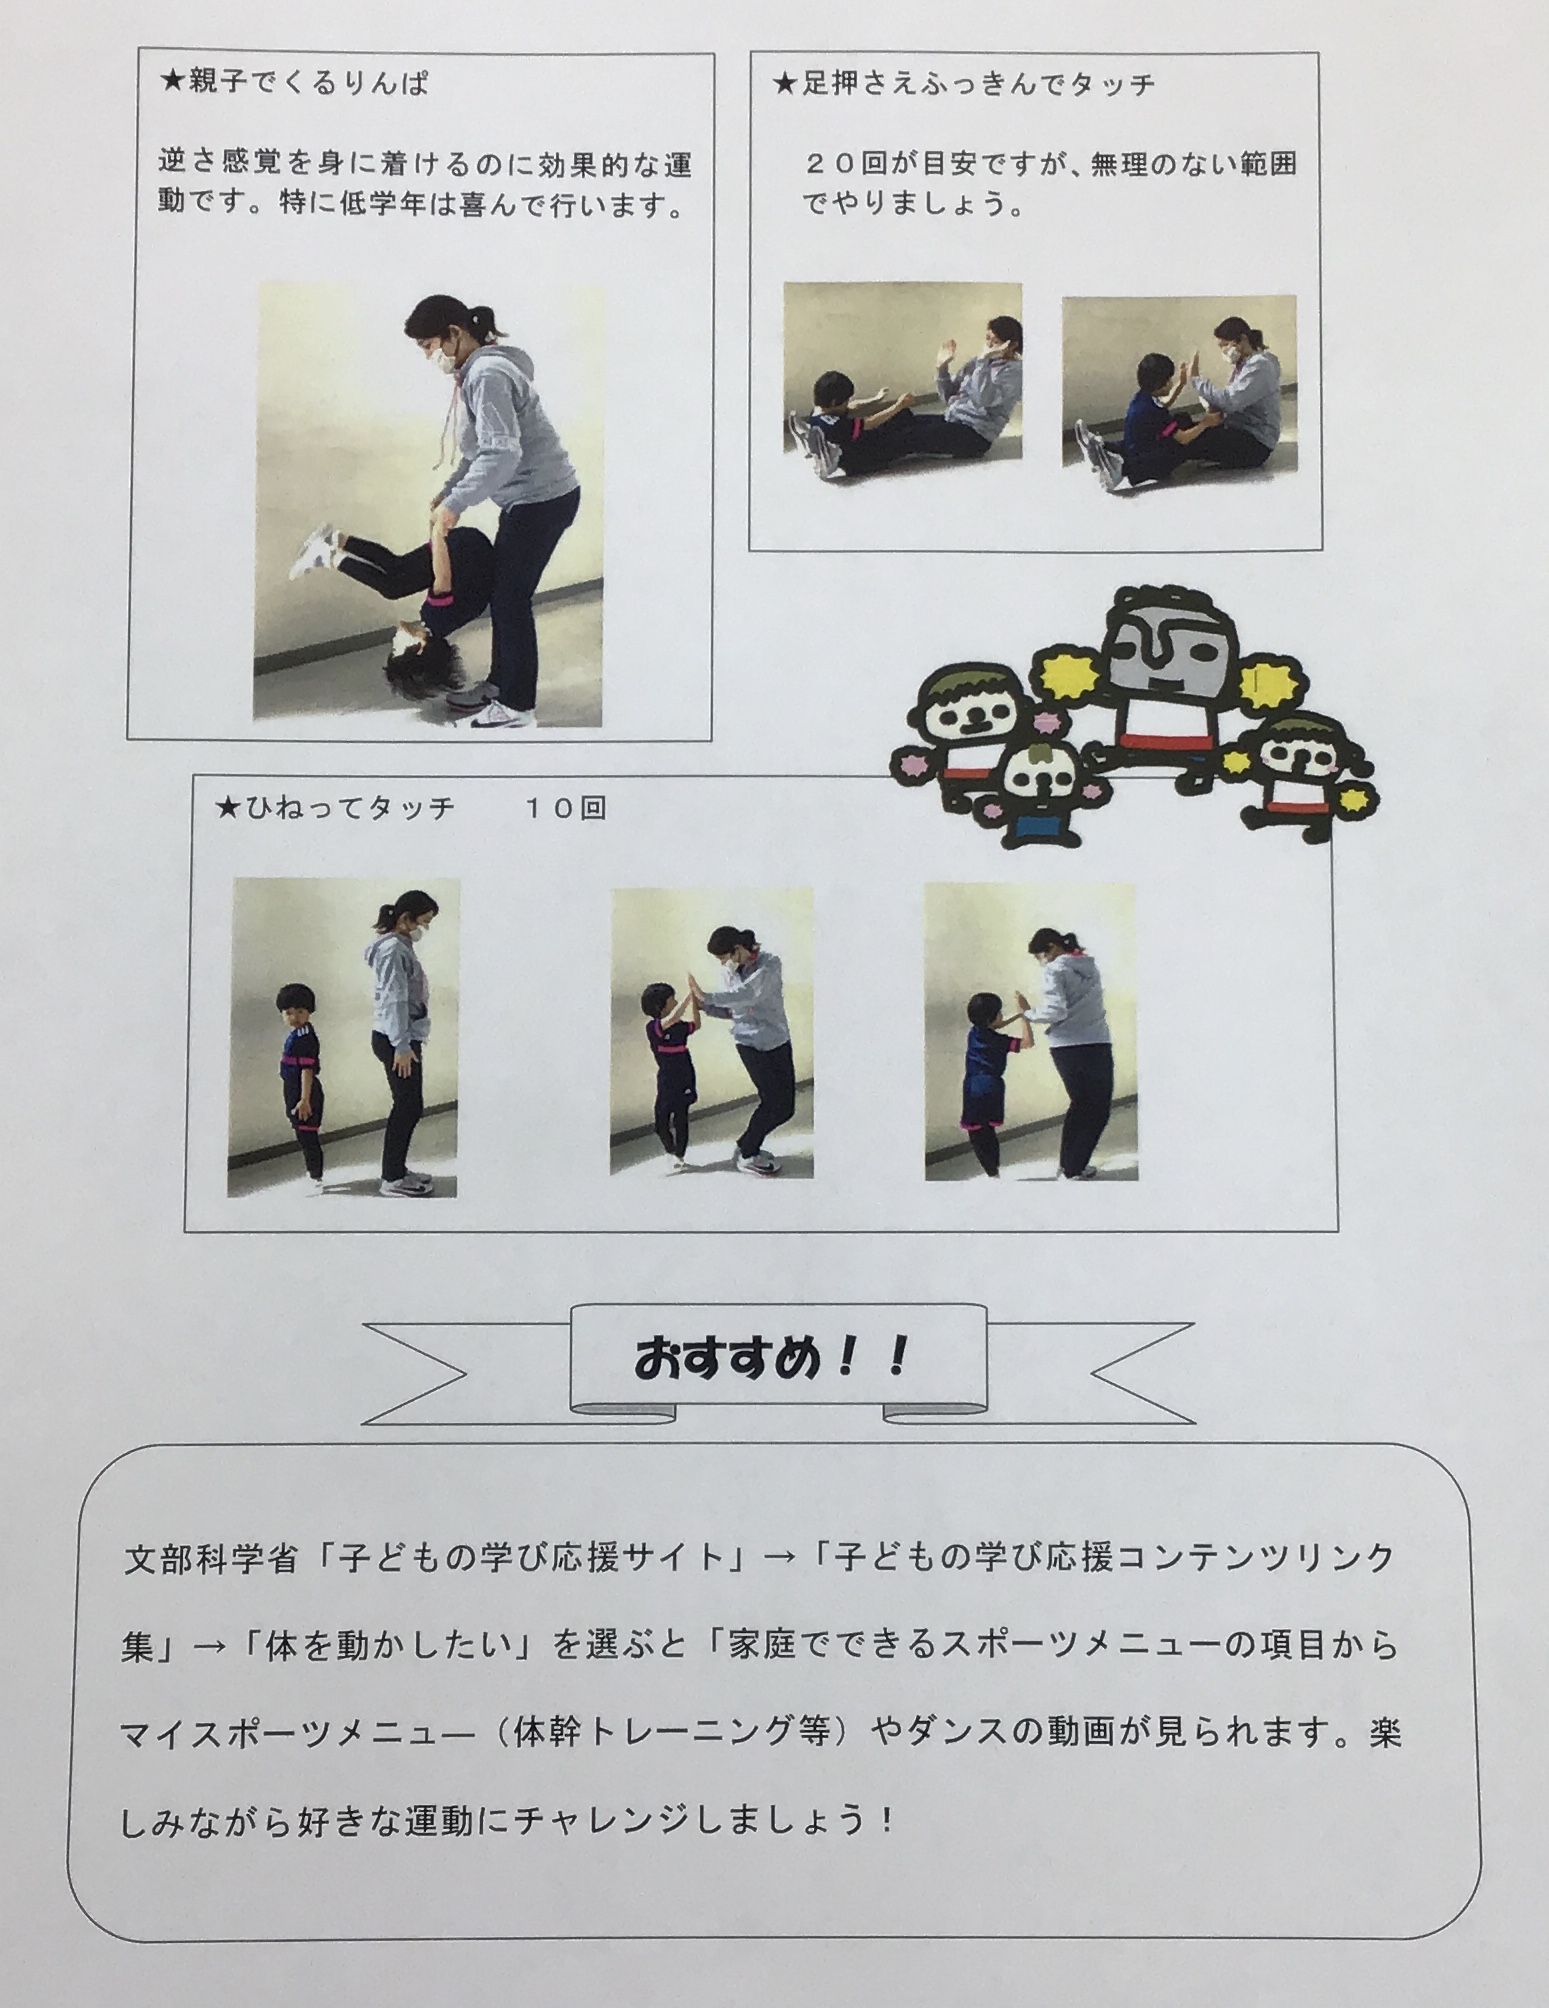 ★親子でくるりんぱ
逆さ感覚を身に着けるのに効果的な運
動です。特に低学年は喜んで行います。
★足押さえふっきんでタッチ
２０回が目安ですが、無理のない範囲
でやりましょう。
★ひねってタッチ　　１０回
おすすめ！！
文部科学省「子どもの学び応援サイト」→「子どもの学び応援コンテンツリンク
集」→「体を動かしたい」を選ぶと「家庭でできるスポーツメニューの項目から
マイスポーツメニュ―（体幹トレーニング等）やダンスの動画が見られます。楽
しみながら好きな運動にチャレンジしましょう！